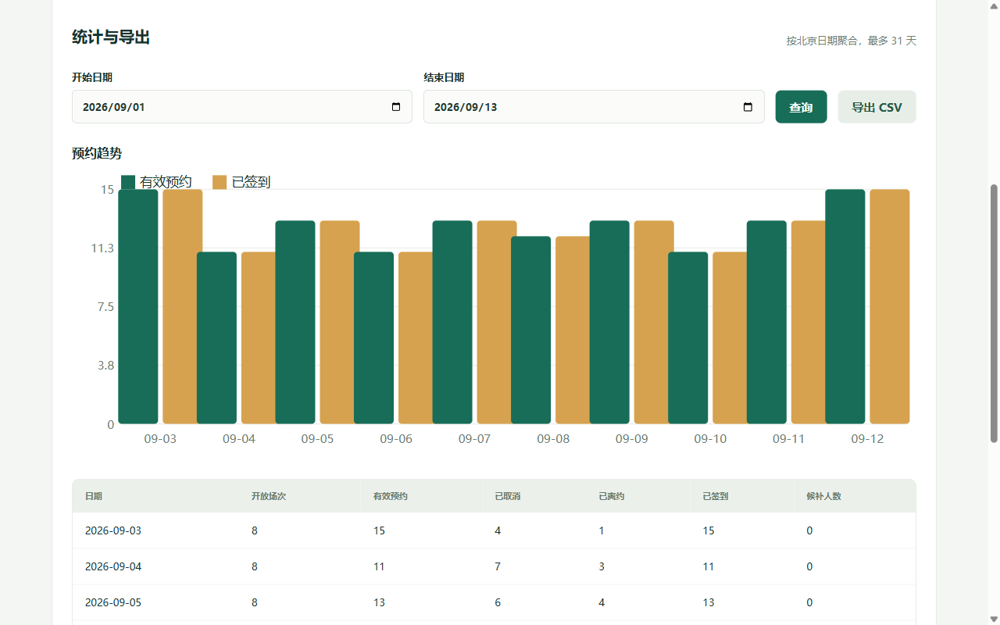 统计与导出
按北京日期聚合，最多 31 天
开始日期
结束日期
2026/09/01
2026/09/13
查询
导出 CSV
预约趋势
有效预约
已签到
15
11.3
7.5
3.8
0
09-03 09-04 09-05 09-06 09-07 09-08 09-09 09-10 09-11 09-12
日期 开放场次 有效预约 已取消 已爽约 已签到 候补人数
2026-09-03 8 15 4 1 15 0
2026-09-04 8 11 7 3 11 0
2026-09-05 8 13 6 4 13 0